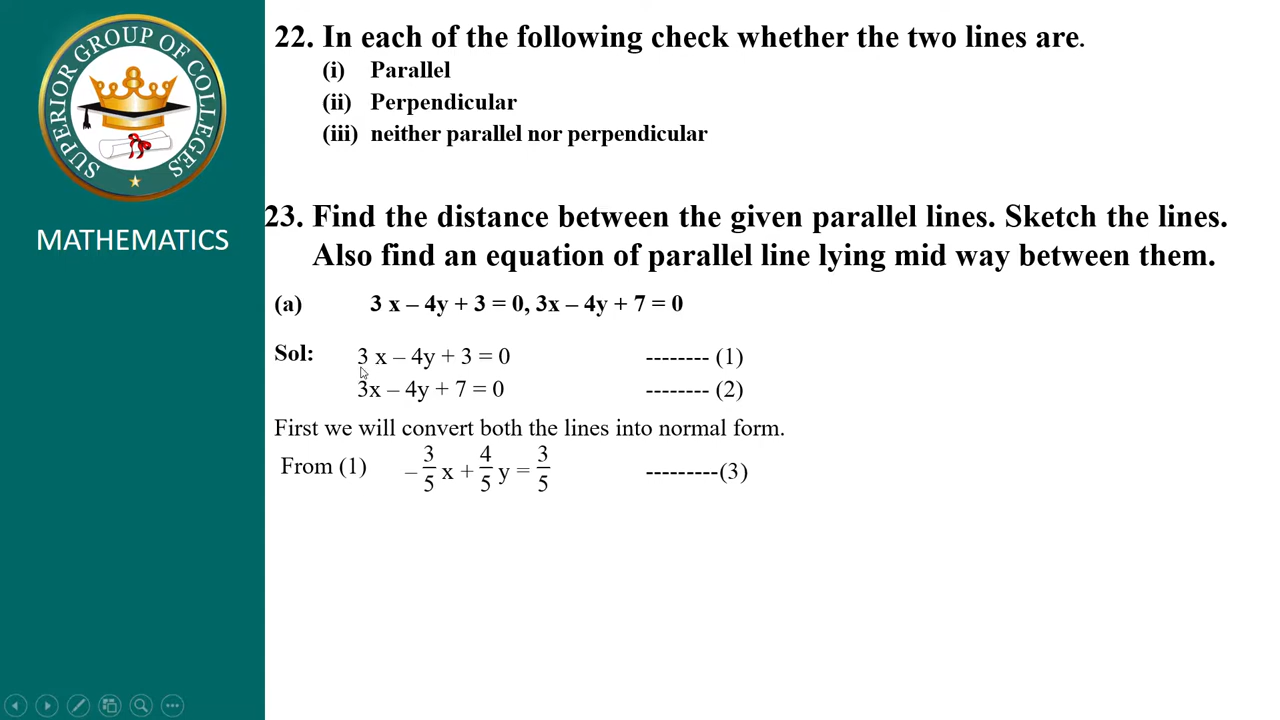 SUPERIOR GROUP OF COLLEGES
MATHEMATICS
22. In each of the following check whether the two lines are.
(i) Parallel
(ii) Perpendicular
(iii) neither parallel nor perpendicular
23. Find the distance between the given parallel lines. Sketch the lines.
Also find an equation of parallel line lying mid way between them.
(a) 3 x – 4y + 3 = 0, 3x – 4y + 7 = 0
Sol: 3 x – 4y + 3 = 0 -------- (1)
3x – 4y + 7 = 0 -------- (2)
First we will convert both the lines into normal form.
From (1) – 3/5 x + 4/5 y = 3/5 ---------(3)